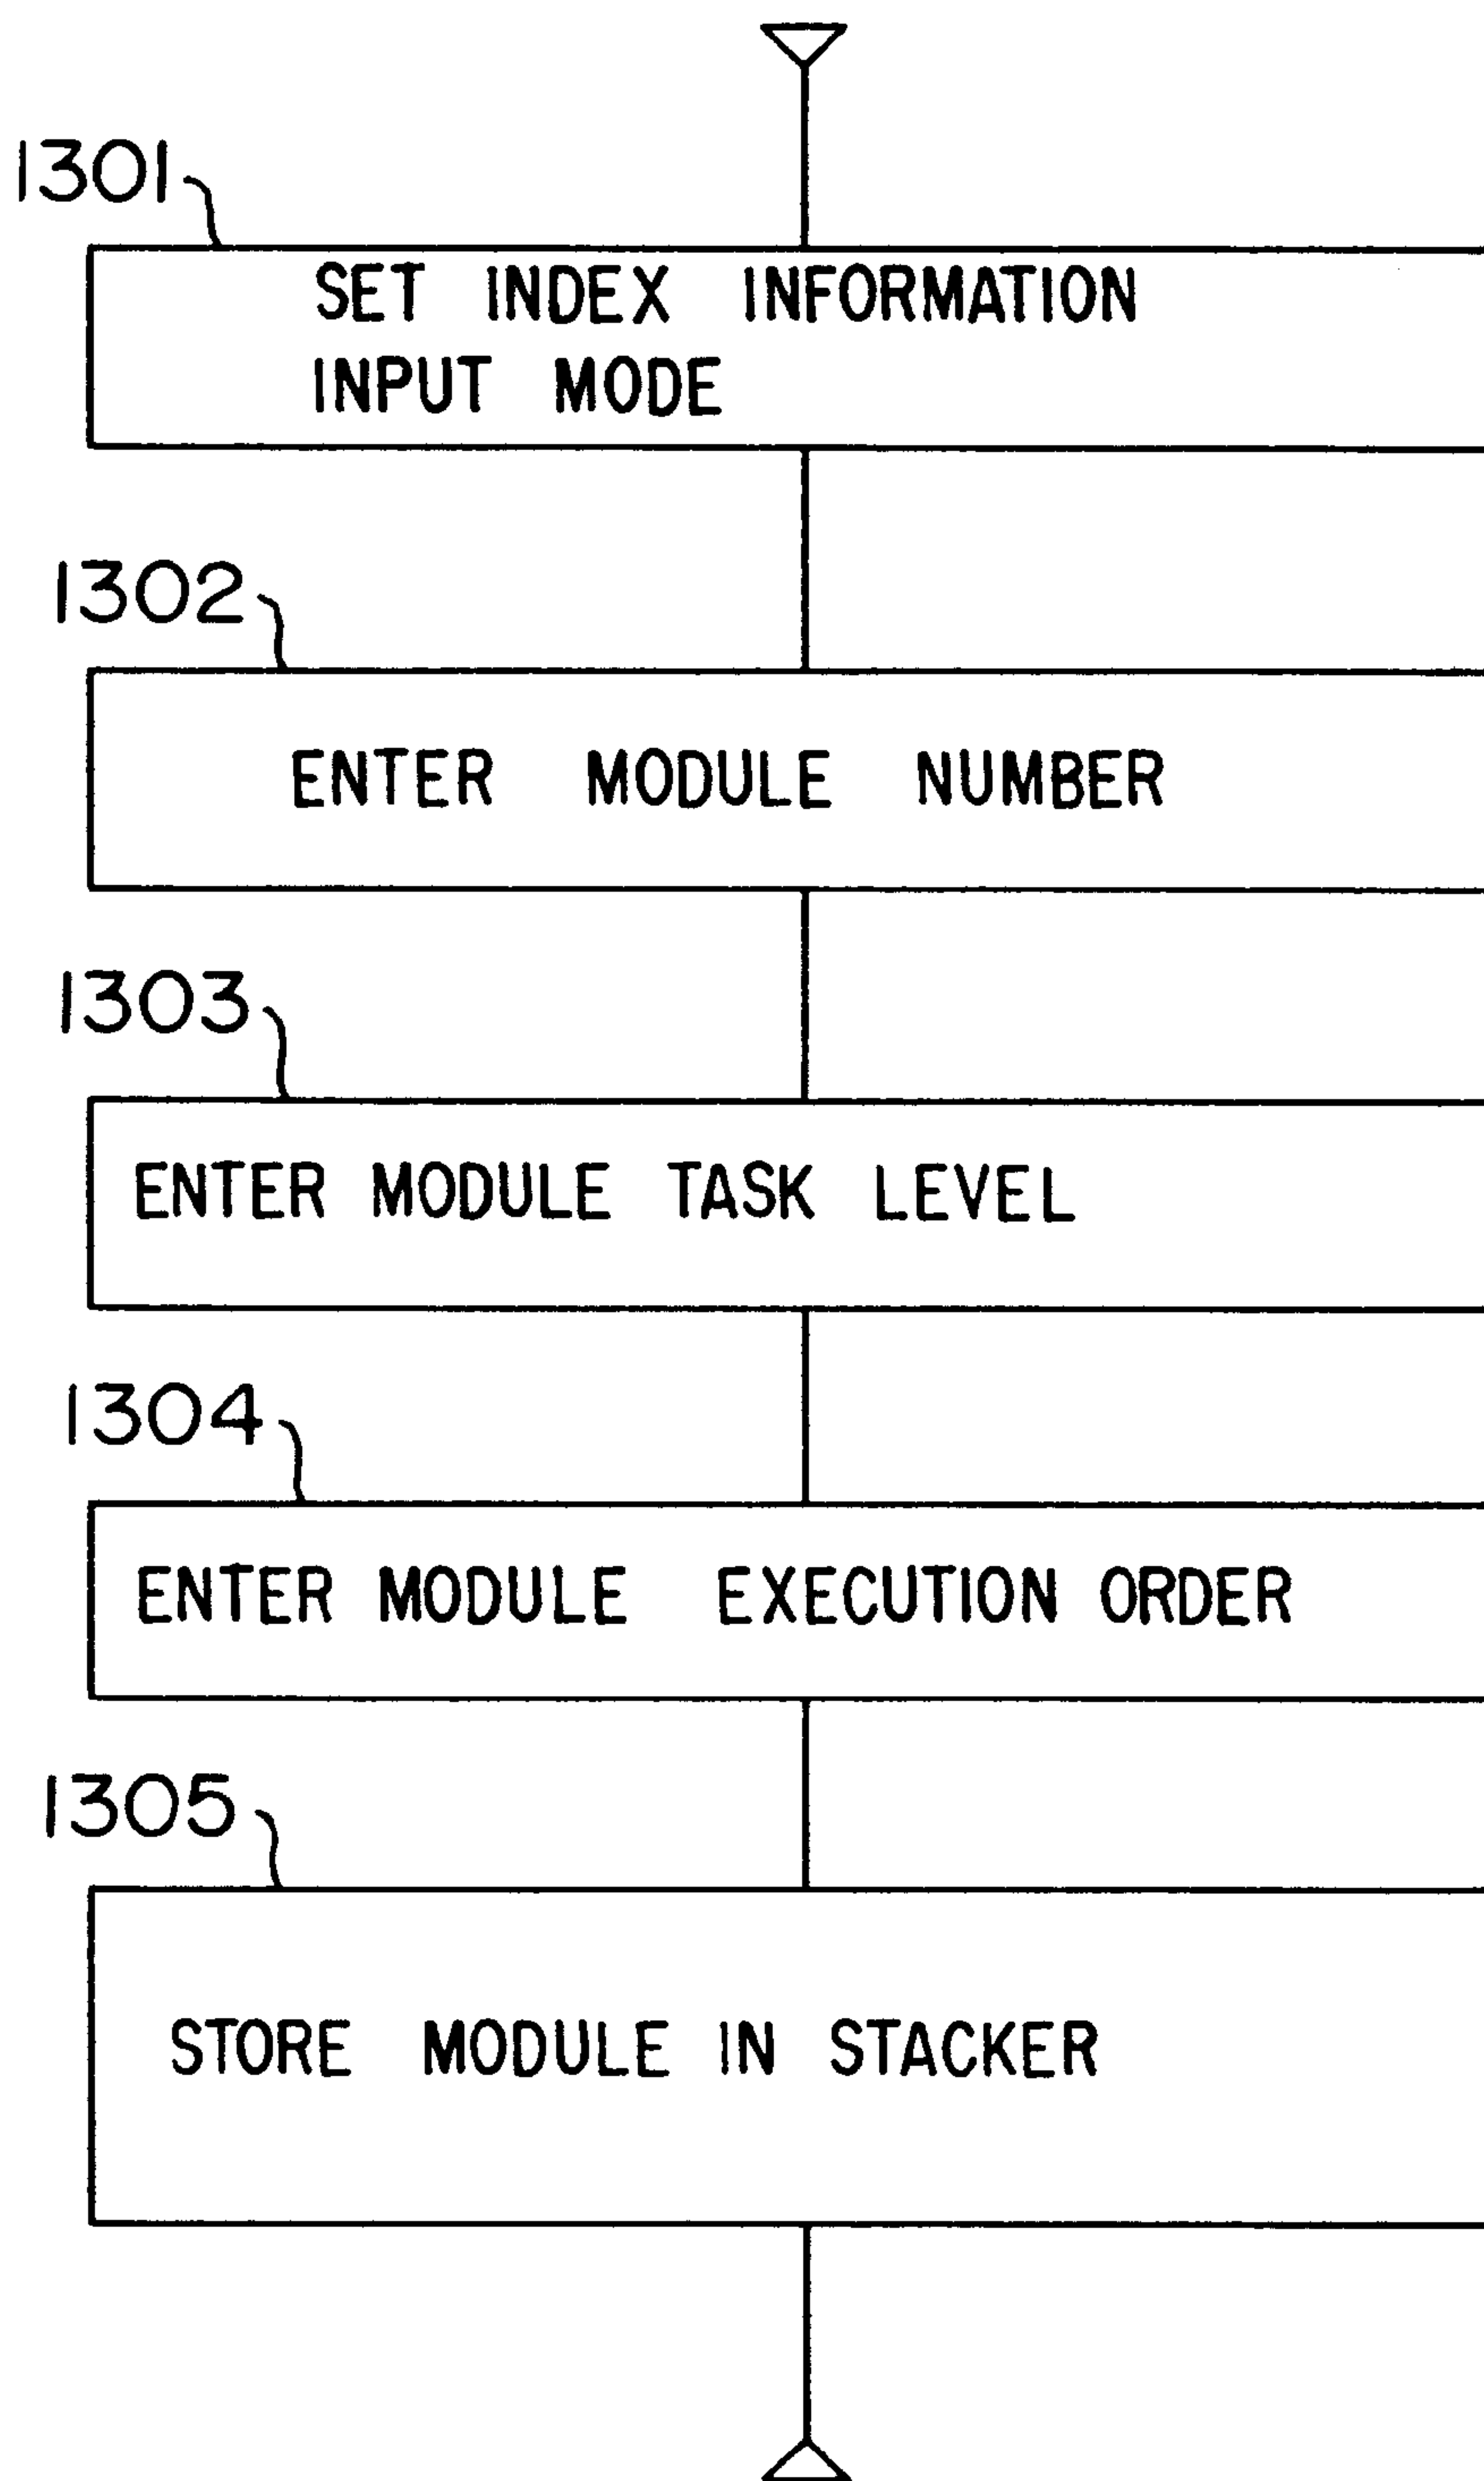 1301
SET INDEX INFORMATION
INPUT MODE
1302
ENTER MODULE NUMBER
1303
ENTER MODULE TASK LEVEL
1304
ENTER MODULE EXECUTION ORDER
1305
STORE MODULE IN STACKER